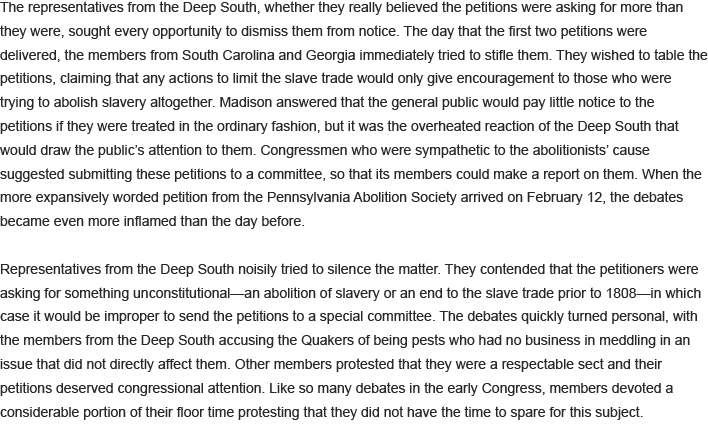 The representatives from the Deep South, whether they really believed the petitions were asking for more than
they were, sought every opportunity to dismiss them from notice. The day that the first two petitions were
delivered, the members from South Carolina and Georgia immediately tried to stifle them. They wished to table the
petitions, claiming that any actions to limit the slave trade would only give encouragement to those who were
trying to abolish slavery altogether. Madison answered that the general public would pay little notice to the
petitions if they were treated in the ordinary fashion, but it was the overheated reaction of the Deep South that
would draw the public’s attention to them. Congressmen who were sympathetic to the abolitionists’ cause
suggested submitting these petitions to a committee, so that its members could make a report on them. When the
more expansively worded petition from the Pennsylvania Abolition Society arrived on February 12, the debates
became even more inflamed than the day before.
Representatives from the Deep South noisily tried to silence the matter. They contended that the petitioners were
asking for something unconstitutional—an abolition of slavery or an end to the slave trade prior to 1808—in which
case it would be improper to send the petitions to a special committee. The debates quickly turned personal, with
the members from the Deep South accusing the Quakers of being pests who had no business in meddling in an
issue that did not directly affect them. Other members protested that they were a respectable sect and their
petitions deserved congressional attention. Like so many debates in the early Congress, members devoted a
considerable portion of their floor time protesting that they did not have the time to spare for this subject.